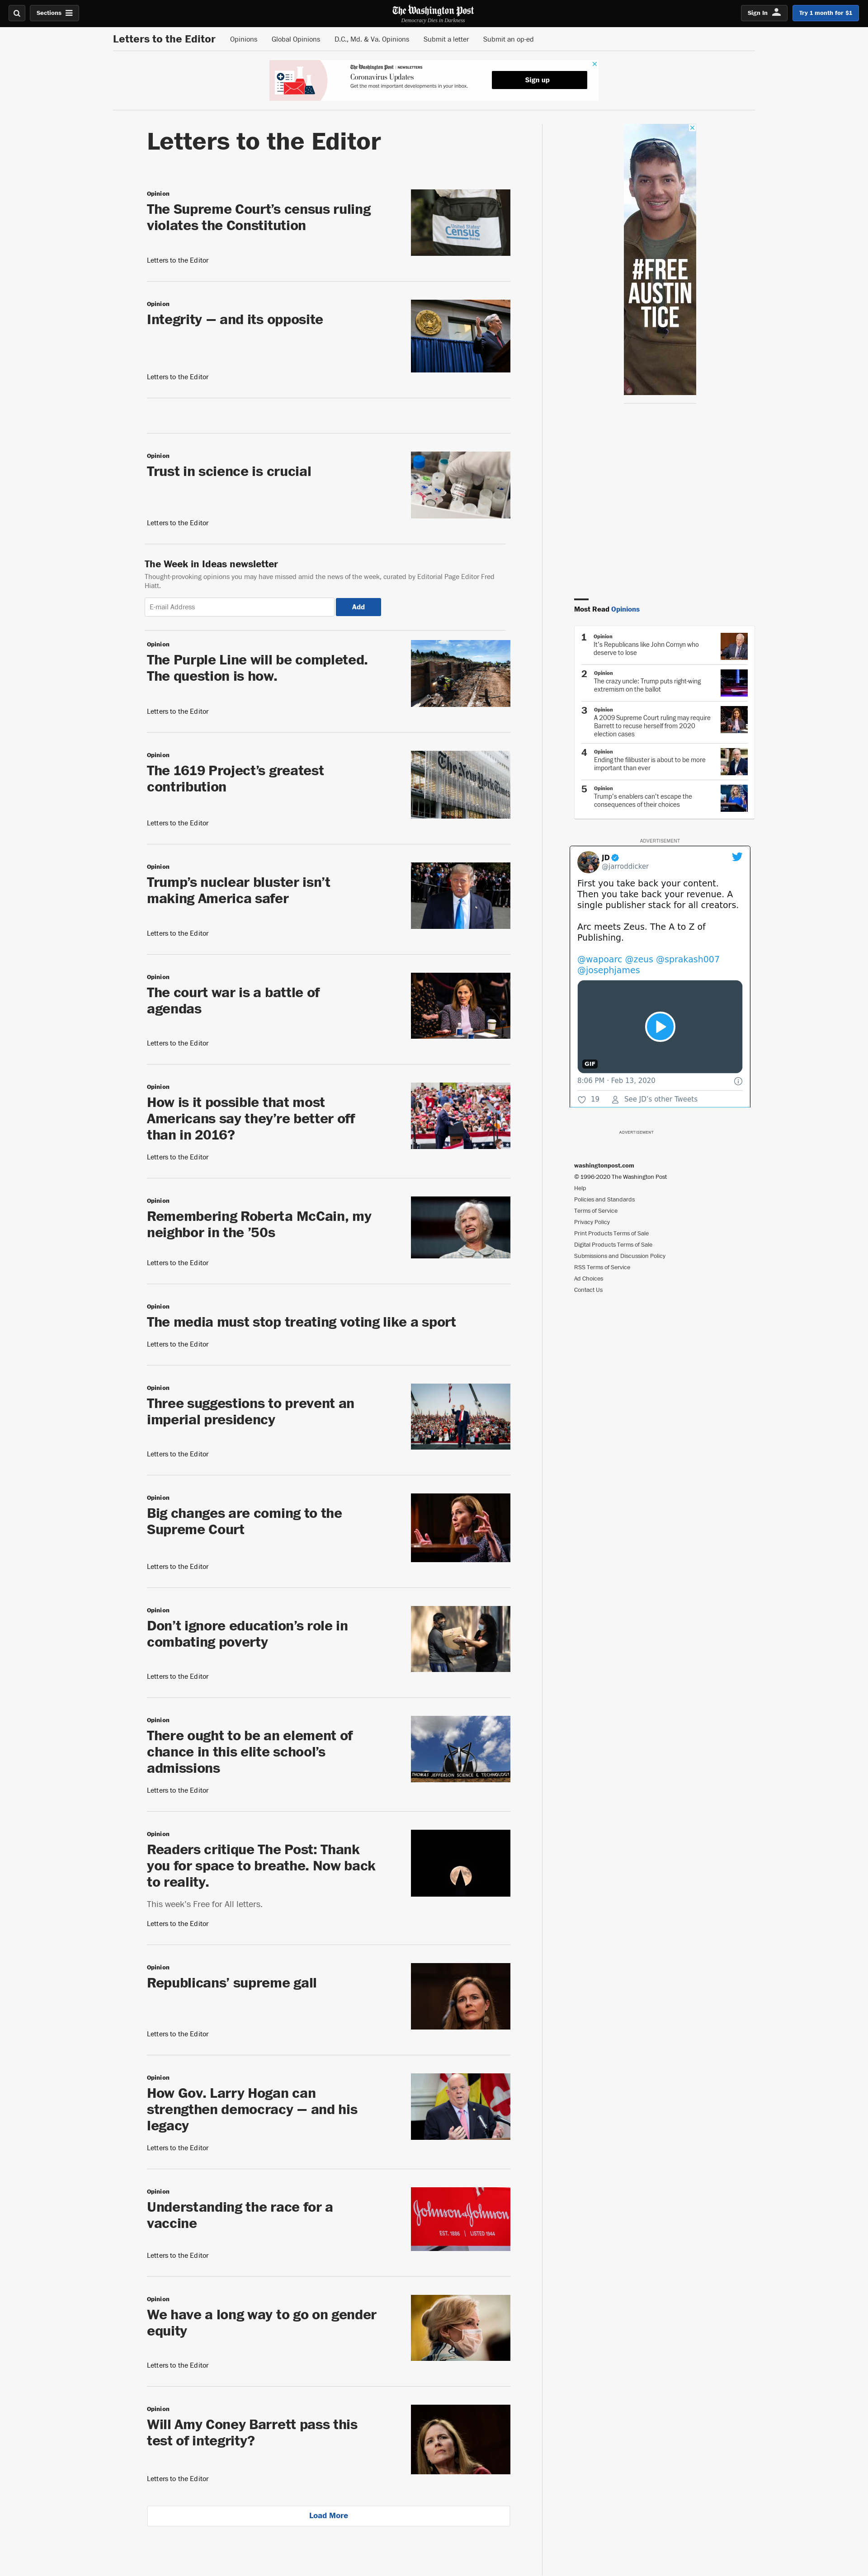 Sections
The Washington Post
Democracy Dies in Darkness
Sign In
Try 1 month for $1
Letters to the Editor
Opinions
Global Opinions
D.C., Md. & Va. Opinions
Submit a letter
Submit an op-ed
The Washington Post | NEWSLETTERS
Coronavirus Updates
Get the most important developments in your inbox.
Sign up
Letters to the Editor
Opinion
The Supreme Court’s census ruling
violates the Constitution
Letters to the Editor
United States
Census
Opinion
Integrity — and its opposite
Letters to the Editor
Opinion
Trust in science is crucial
Letters to the Editor
The Week in Ideas newsletter
Thought-provoking opinions you may have missed amid the news of the week, curated by Editorial Page Editor Fred
Hiatt.
E-mail Address
Add
Opinion
The Purple Line will be completed.
The question is how.
Letters to the Editor
Opinion
The 1619 Project’s greatest
contribution
Letters to the Editor
The New York Times
Opinion
Trump’s nuclear bluster isn’t
making America safer
Letters to the Editor
Opinion
The court war is a battle of
agendas
Letters to the Editor
Opinion
How is it possible that most
Americans say they’re better off
than in 2016?
Letters to the Editor
Opinion
Remembering Roberta McCain, my
neighbor in the ’50s
Letters to the Editor
Opinion
The media must stop treating voting like a sport
Letters to the Editor
Opinion
Three suggestions to prevent an
imperial presidency
Letters to the Editor
Opinion
Big changes are coming to the
Supreme Court
Letters to the Editor
Opinion
Don’t ignore education’s role in
combating poverty
Letters to the Editor
Opinion
There ought to be an element of
chance in this elite school’s
admissions
Letters to the Editor
THOMAS JEFFERSON SCIENCE & TECHNOLOGY
Opinion
Readers critique The Post: Thank
you for space to breathe. Now back
to reality.
This week’s Free for All letters.
Letters to the Editor
Opinion
Republicans’ supreme gall
Letters to the Editor
Opinion
How Gov. Larry Hogan can
strengthen democracy — and his
legacy
Letters to the Editor
Opinion
Understanding the race for a
vaccine
Letters to the Editor
Johnson & Johnson
EST. 1886 | LISTED 1944
Opinion
We have a long way to go on gender
equity
Letters to the Editor
Opinion
Will Amy Coney Barrett pass this
test of integrity?
Letters to the Editor
Load More
#FREE
AUSTIN
TICE
Most Read Opinions
1
Opinion
It’s Republicans like John Cornyn who
deserve to lose
2
Opinion
The crazy uncle: Trump puts right-wing
extremism on the ballot
3
Opinion
A 2009 Supreme Court ruling may require
Barrett to recuse herself from 2020
election cases
4
Opinion
Ending the filibuster is about to be more
important than ever
5
Opinion
Trump’s enablers can’t escape the
consequences of their choices
ADVERTISEMENT
JD
@jarroddicker
First you take back your content.
Then you take back your revenue. A
single publisher stack for all creators.
Arc meets Zeus. The A to Z of
Publishing.
@wapoarc @zeus @sprakash007
@josephjames
GIF
8:06 PM · Feb 13, 2020
19
See JD's other Tweets
ADVERTISEMENT
washingtonpost.com
© 1996-2020 The Washington Post
Help
Policies and Standards
Terms of Service
Privacy Policy
Print Products Terms of Sale
Digital Products Terms of Sale
Submissions and Discussion Policy
RSS Terms of Service
Ad Choices
Contact Us